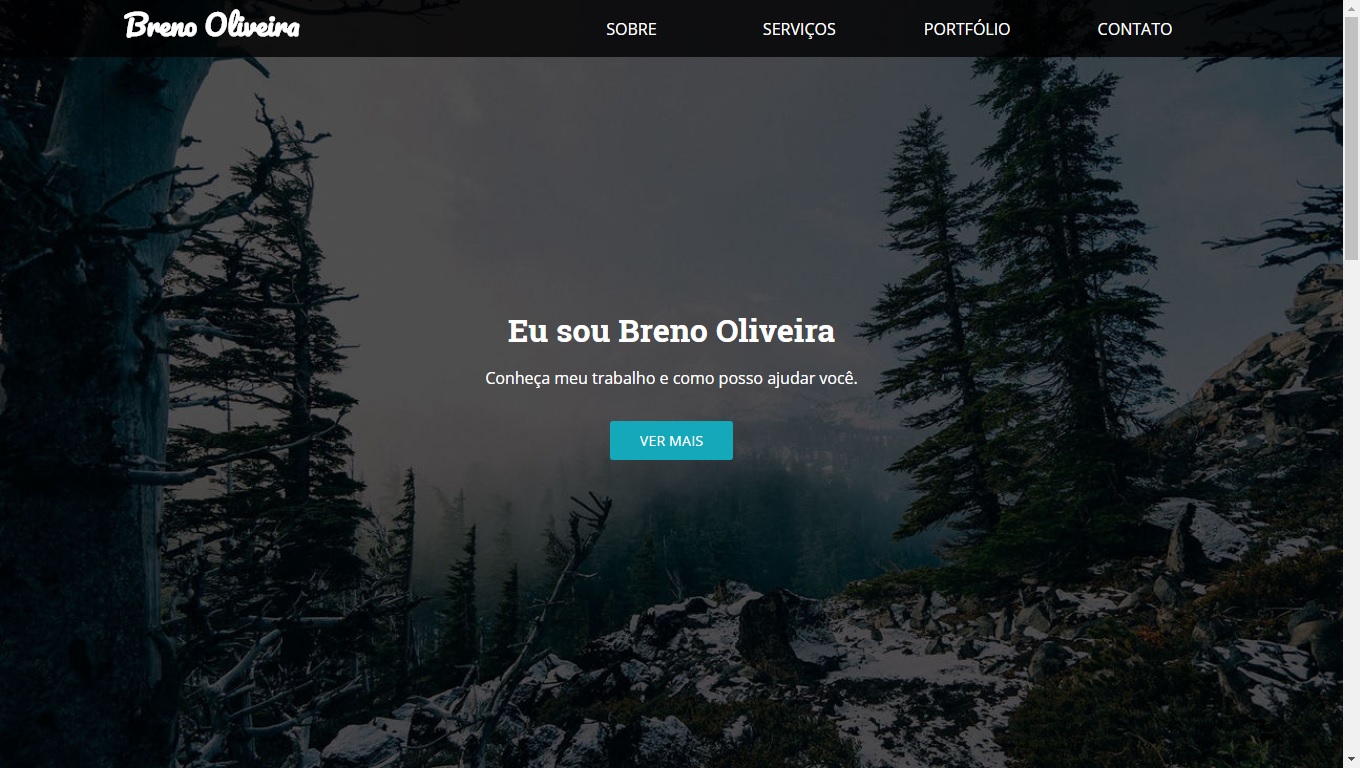 Breno Oliveira
SOBRE
SERVIÇOS
PORTFÓLIO
CONTATO
Eu sou Breno Oliveira
Conheça meu trabalho e como posso ajudar você.
VER MAIS